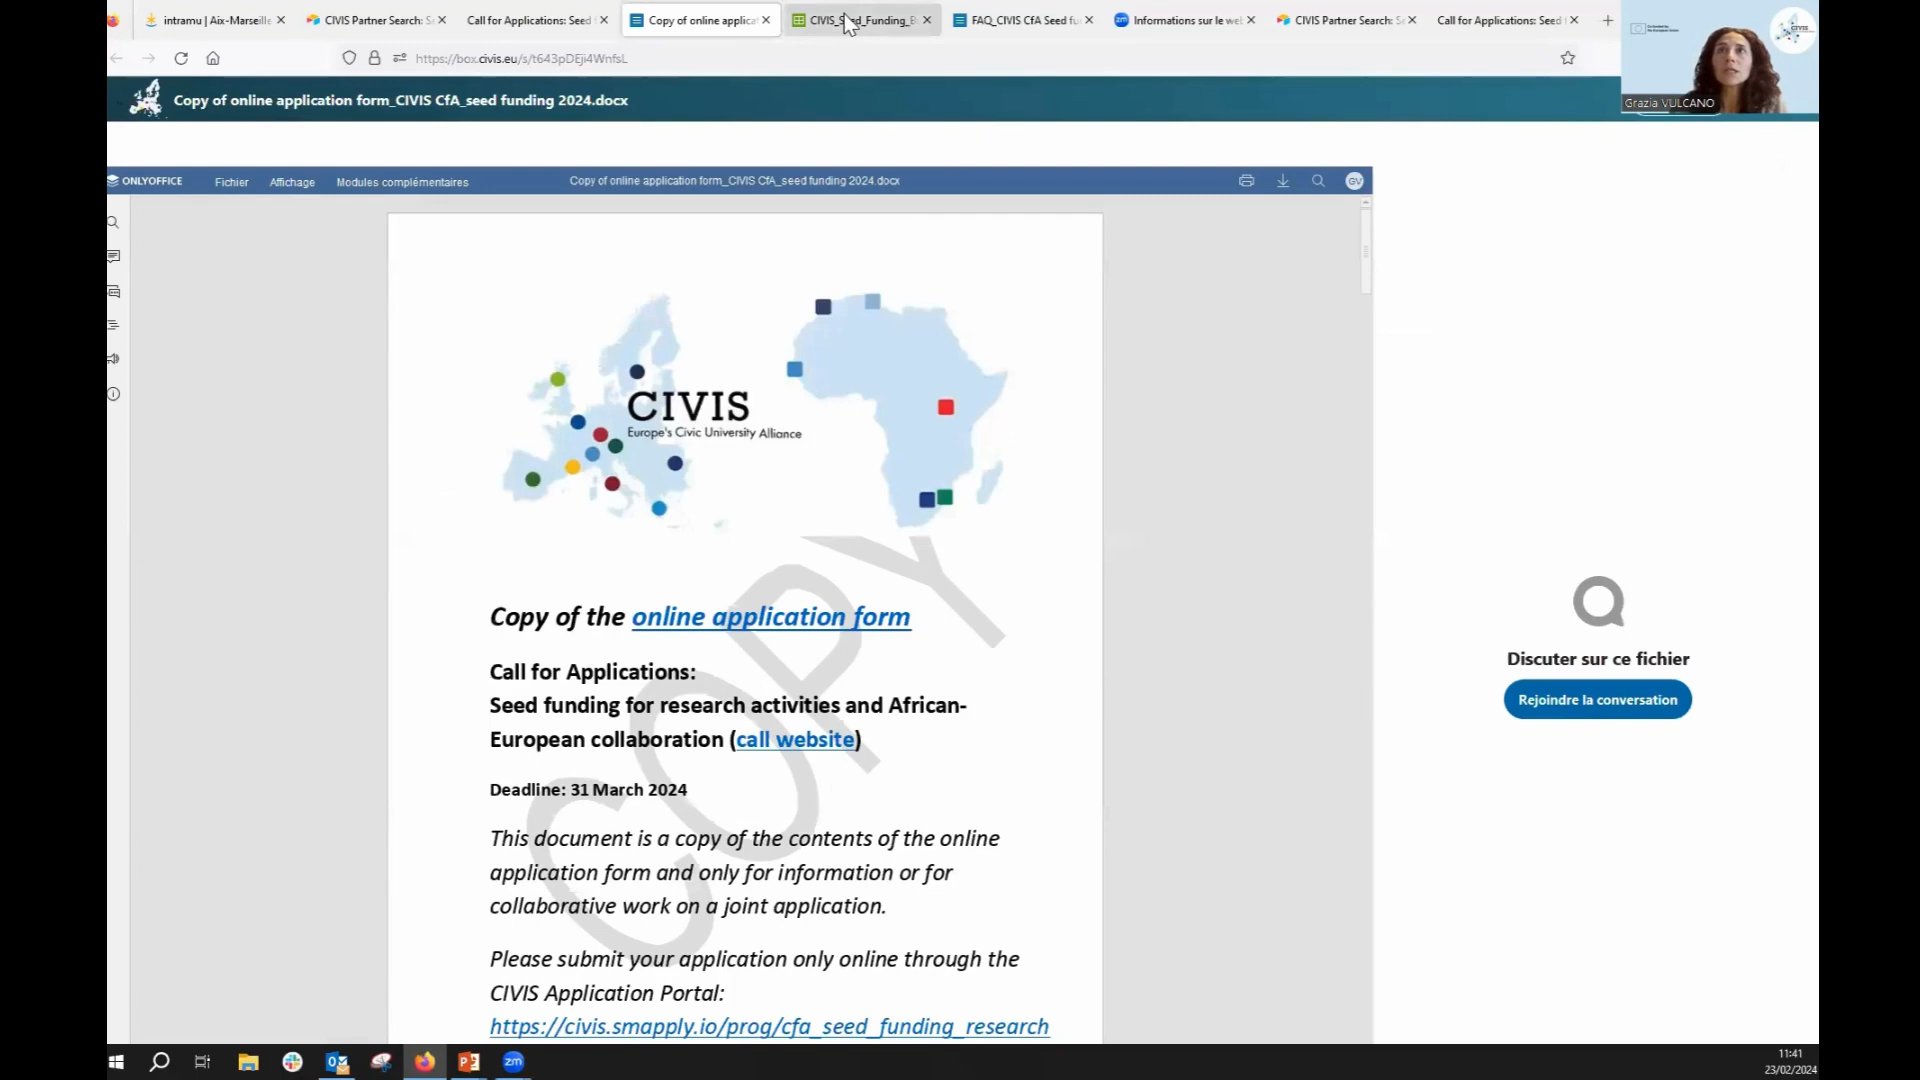 intramu | Aix-Marseille
CIVIS Partner Search: S
Call for Applications: Seed
Copy of online applica
CIVIS_Seed_Funding_B
FAQ_CIVIS CfA Seed fu
Informations sur le web
CIVIS Partner Search: S
Call for Applications: Seed
https://box.civis.eu/s/t643pDEji4WnfsL
Copy of online application form_CIVIS CfA_seed funding 2024.docx
Grazia VULCANO
ONLYOFFICE
Fichier
Affichage
Modules complémentaires
Copy of online application form_CIVIS CfA_seed funding 2024.docx
GV
CIVIS
Europe's Civic University Alliance
COPY
Copy of the online application form
Call for Applications:
Seed funding for research activities and African-
European collaboration (call website)
Deadline: 31 March 2024
This document is a copy of the contents of the online
application form and only for information or for
collaborative work on a joint application.
Please submit your application only online through the
CIVIS Application Portal:
https://civis.smapply.io/prog/cfa_seed_funding_research
Discuter sur ce fichier
Rejoindre la conversation
zm
11:41
23/02/2024